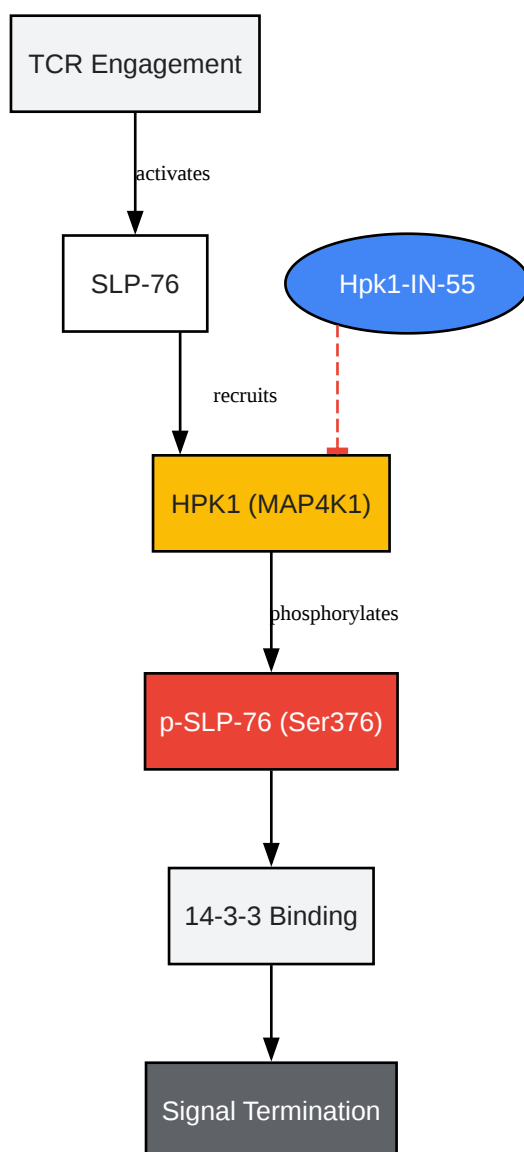 TCR Engagement
activates
SLP-76
Hpk1-IN-55
recruits
HPK1 (MAP4K1)
phosphorylates
p-SLP-76 (Ser376)
14-3-3 Binding
Signal Termination